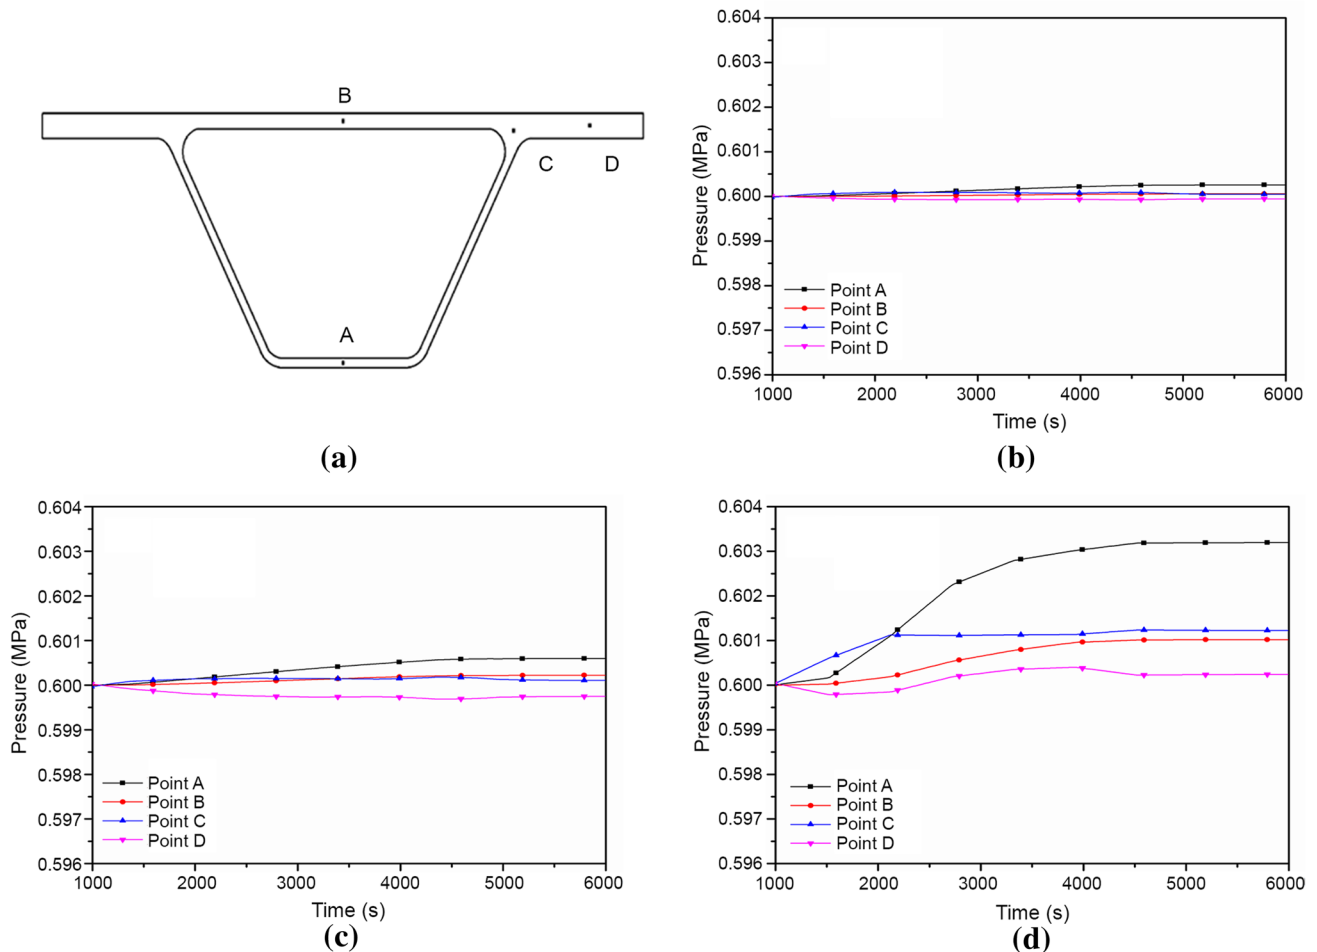 B
C D
A
(a)
0.604
0.603
0.602
0.601
0.600
0.599
0.598
0.597
0.596
Pressure (MPa)
Point A
Point B
Point C
Point D
1000 2000 3000 4000 5000 6000
Time (s)
(b)
0.604
0.603
0.602
0.601
0.600
0.599
0.598
0.597
0.596
Pressure (MPa)
Point A
Point B
Point C
Point D
1000 2000 3000 4000 5000 6000
Time (s)
(c)
0.604
0.603
0.602
0.601
0.600
0.599
0.598
0.597
0.596
Pressure (MPa)
Point A
Point B
Point C
Point D
1000 2000 3000 4000 5000 6000
Time (s)
(d)